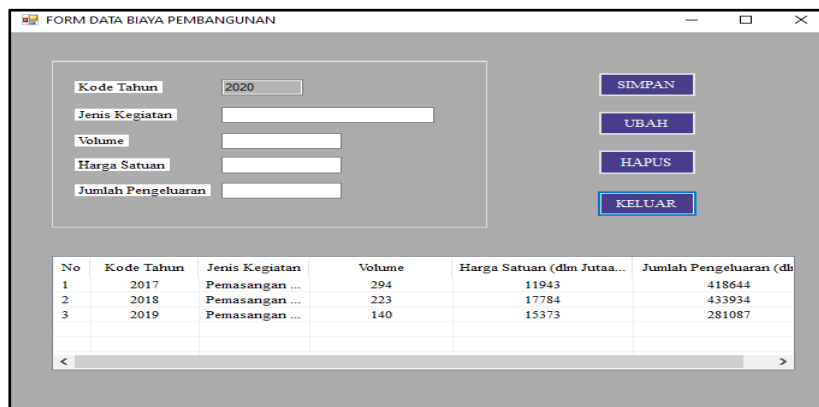 FORM DATA BIAYA PEMBANGUNAN
Kode Tahun 2020
Jenis Kegiatan
Volume
Harga Satuan
Jumlah Pengeluaran
SIMPAN
UBAH
HAPUS
KELUAR
No Kode Tahun Jenis Kegiatan Volume Harga Satuan (dlm Jutaa... Jumlah Pengeluaran (dlm
1 2017 Pemasangan ... 294 11943 418644
2 2018 Pemasangan ... 223 17784 433934
3 2019 Pemasangan ... 140 15373 281087